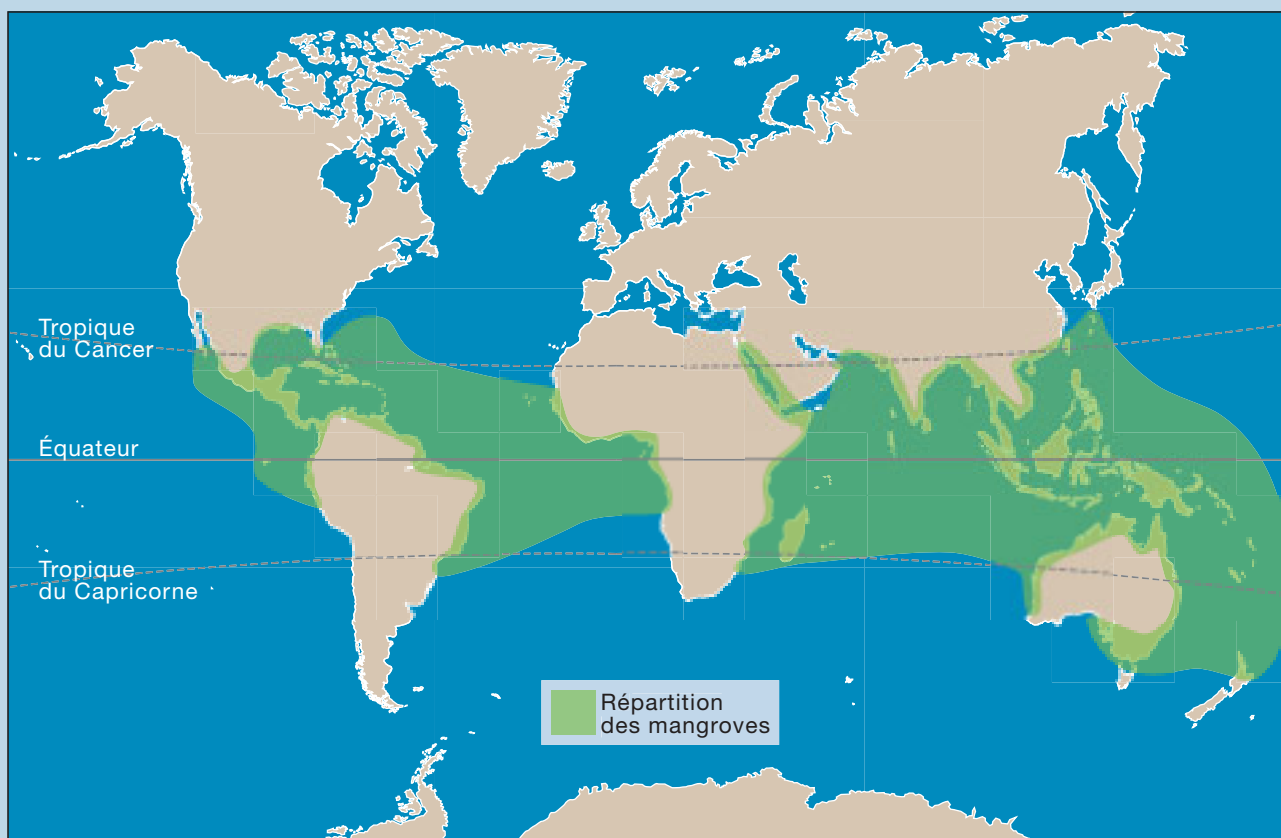 Tropique
du Cancer
Équateur
Tropique
du Capricorne
Répartition
des mangroves